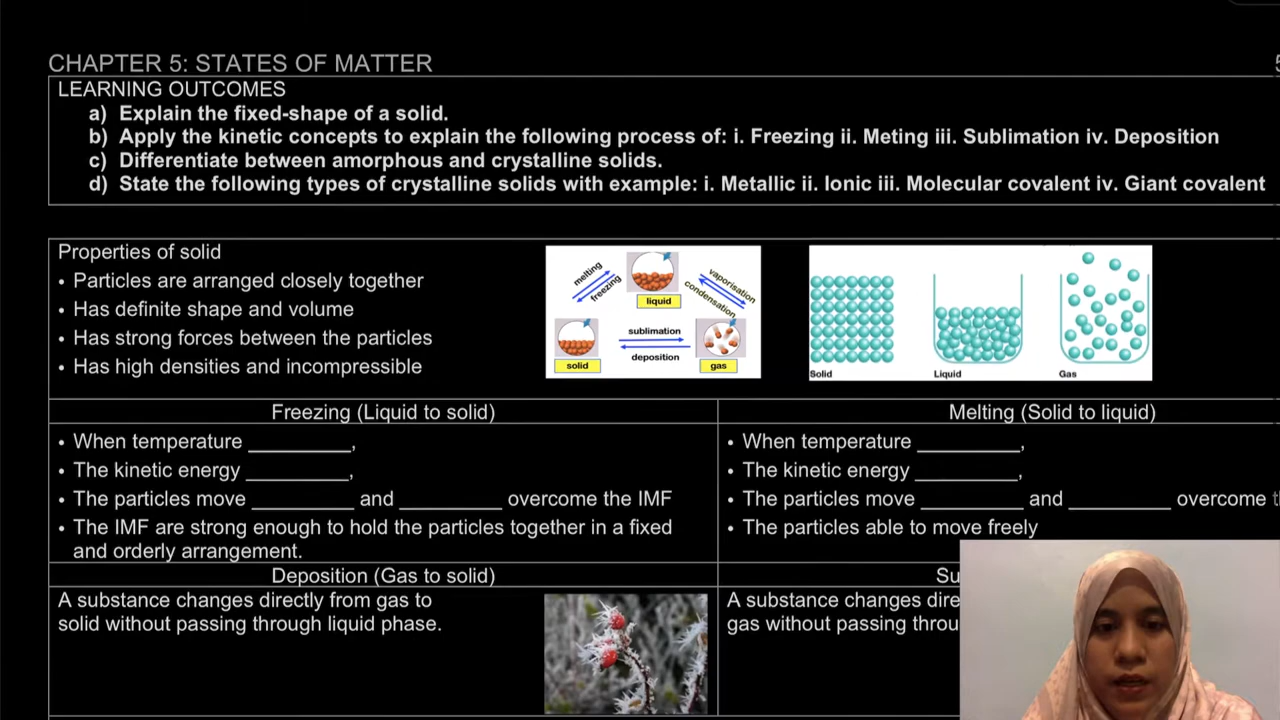 CHAPTER 5: STATES OF MATTER
LEARNING OUTCOMES
a) Explain the fixed-shape of a solid.
b) Apply the kinetic concepts to explain the following process of: i. Freezing ii. Meting iii. Sublimation iv. Deposition
c) Differentiate between amorphous and crystalline solids.
d) State the following types of crystalline solids with example: i. Metallic ii. Ionic iii. Molecular covalent iv. Giant covalent
Properties of solid
• Particles are arranged closely together
• Has definite shape and volume
• Has strong forces between the particles
• Has high densities and incompressible
melting
freezing
liquid
vaporisation
condensation
sublimation
deposition
solid
gas
Solid
Liquid
Gas
Freezing (Liquid to solid)
• When temperature __________,
• The kinetic energy __________,
• The particles move __________ and __________ overcome the IMF
• The IMF are strong enough to hold the particles together in a fixed
and orderly arrangement.
Melting (Solid to liquid)
• When temperature __________,
• The kinetic energy __________,
• The particles move __________ and __________ overcome
• The particles able to move freely
Deposition (Gas to solid)
A substance changes directly from gas to
solid without passing through liquid phase.
A substance changes
gas without passing